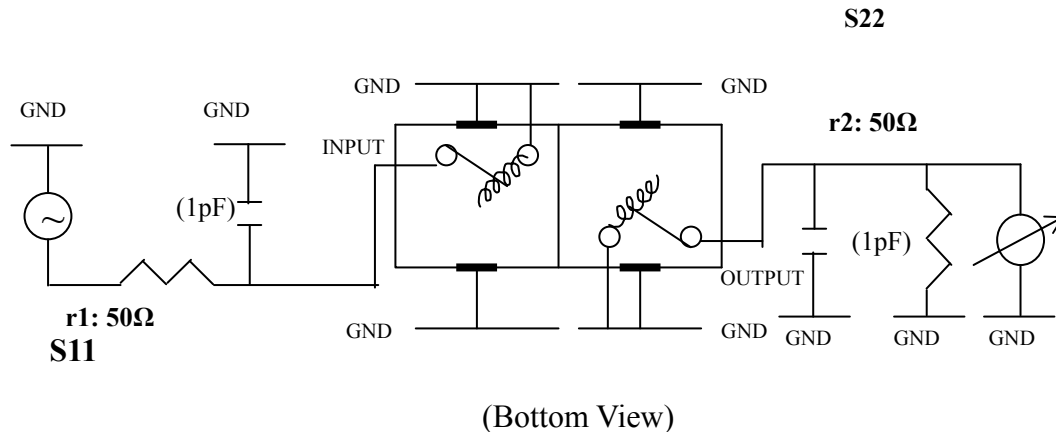 S22
GND
GND
GND
GND
r2: 50Ω
INPUT
(1pF)
(1pF)
OUTPUT
r1: 50Ω
GND
GND
GND
GND
GND
S11
(Bottom View)